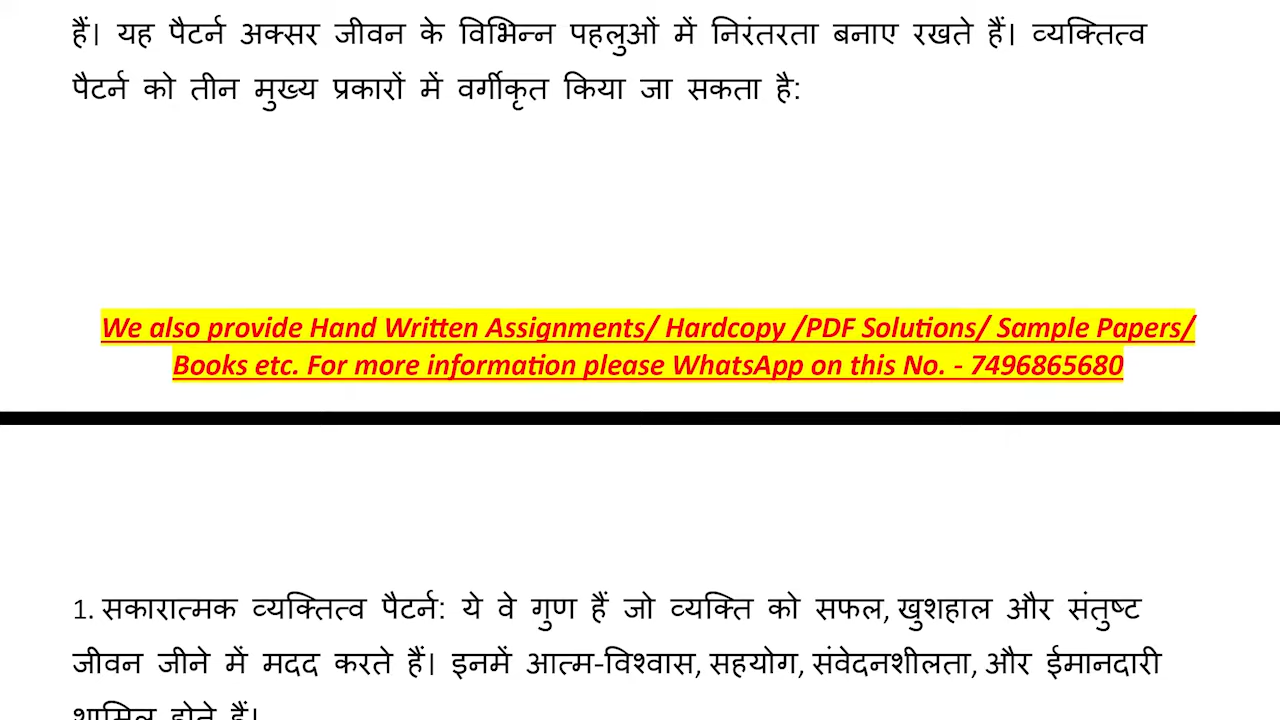 हैं। यह पैटर्न अक्सर जीवन के विभिन्न पहलुओं में निरंतरता बनाए रखते हैं। व्यक्तित्व
पैटर्न को तीन मुख्य प्रकारों में वर्गीकृत किया जा सकता है:
We also provide Hand Written Assignments/ Hardcopy /PDF Solutions/ Sample Papers/
Books etc. For more information please WhatsApp on this No. - 7496865680
1. सकारात्मक व्यक्तित्व पैटर्न: ये वे गुण हैं जो व्यक्ति को सफल, खुशहाल और संतुष्ट
जीवन जीने में मदद करते हैं। इनमें आत्म-विश्वास, सहयोग, संवेदनशीलता, और ईमानदारी
शामिल होते हैं।